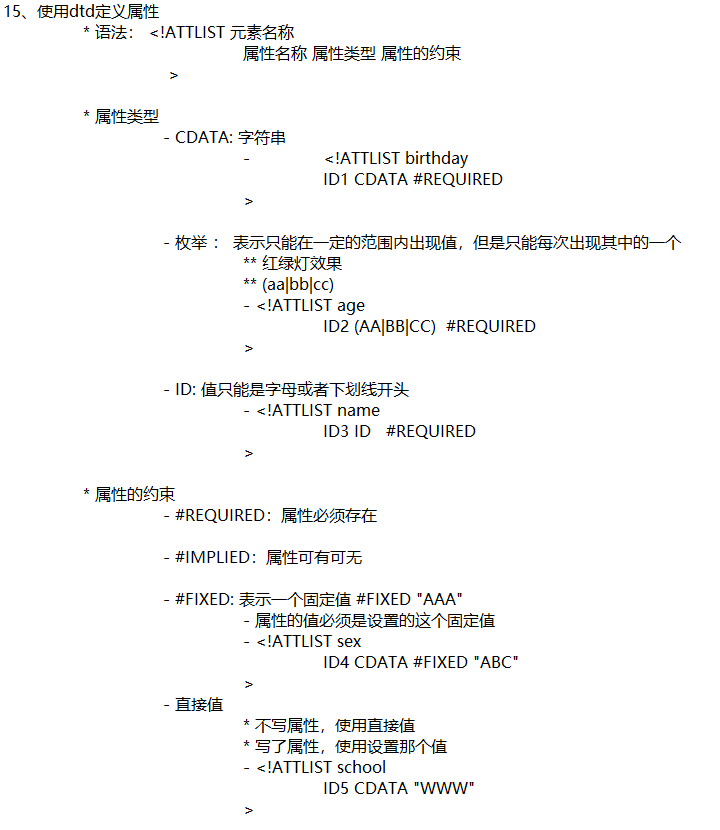 15、使用dtd定义属性
* 语法： <!ATTLIST 元素名称
属性名称 属性类型 属性的约束
>
* 属性类型
- CDATA: 字符串
- <!ATTLIST birthday
ID1 CDATA #REQUIRED
>
- 枚举 ： 表示只能在一定的范围内出现值，但是只能每次出现其中的一个
** 红绿灯效果
** (aa|bb|cc)
- <!ATTLIST age
ID2 (AA|BB|CC) #REQUIRED
>
- ID: 值只能是字母或者下划线开头
- <!ATTLIST name
ID3 ID #REQUIRED
>
* 属性的约束
- #REQUIRED：属性必须存在
- #IMPLIED：属性可有可无
- #FIXED: 表示一个固定值 #FIXED "AAA"
- 属性的值必须是设置的这个固定值
- <!ATTLIST sex
ID4 CDATA #FIXED "ABC"
>
- 直接值
* 不写属性，使用直接值
* 写了属性，使用设置那个值
- <!ATTLIST school
ID5 CDATA "WWW"
>